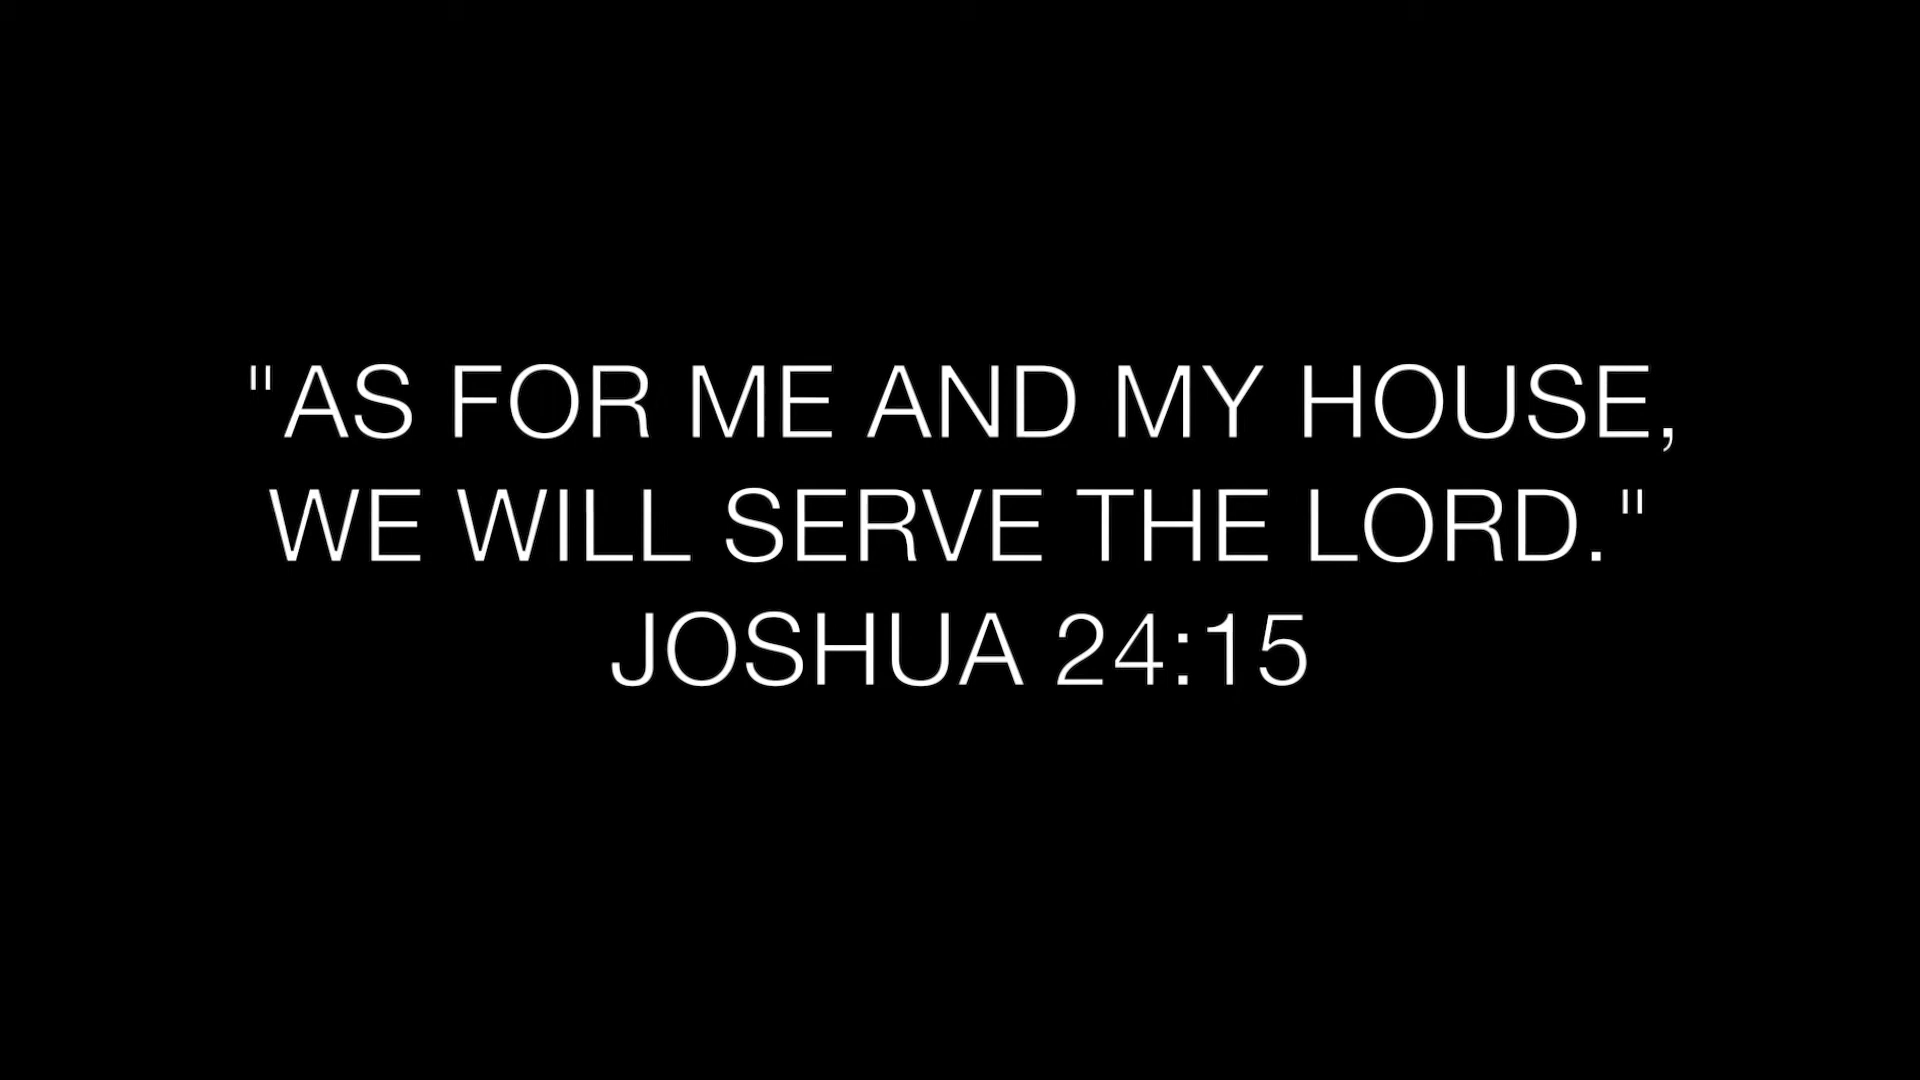 "AS FOR ME AND MY HOUSE,
WE WILL SERVE THE LORD."
JOSHUA 24:15